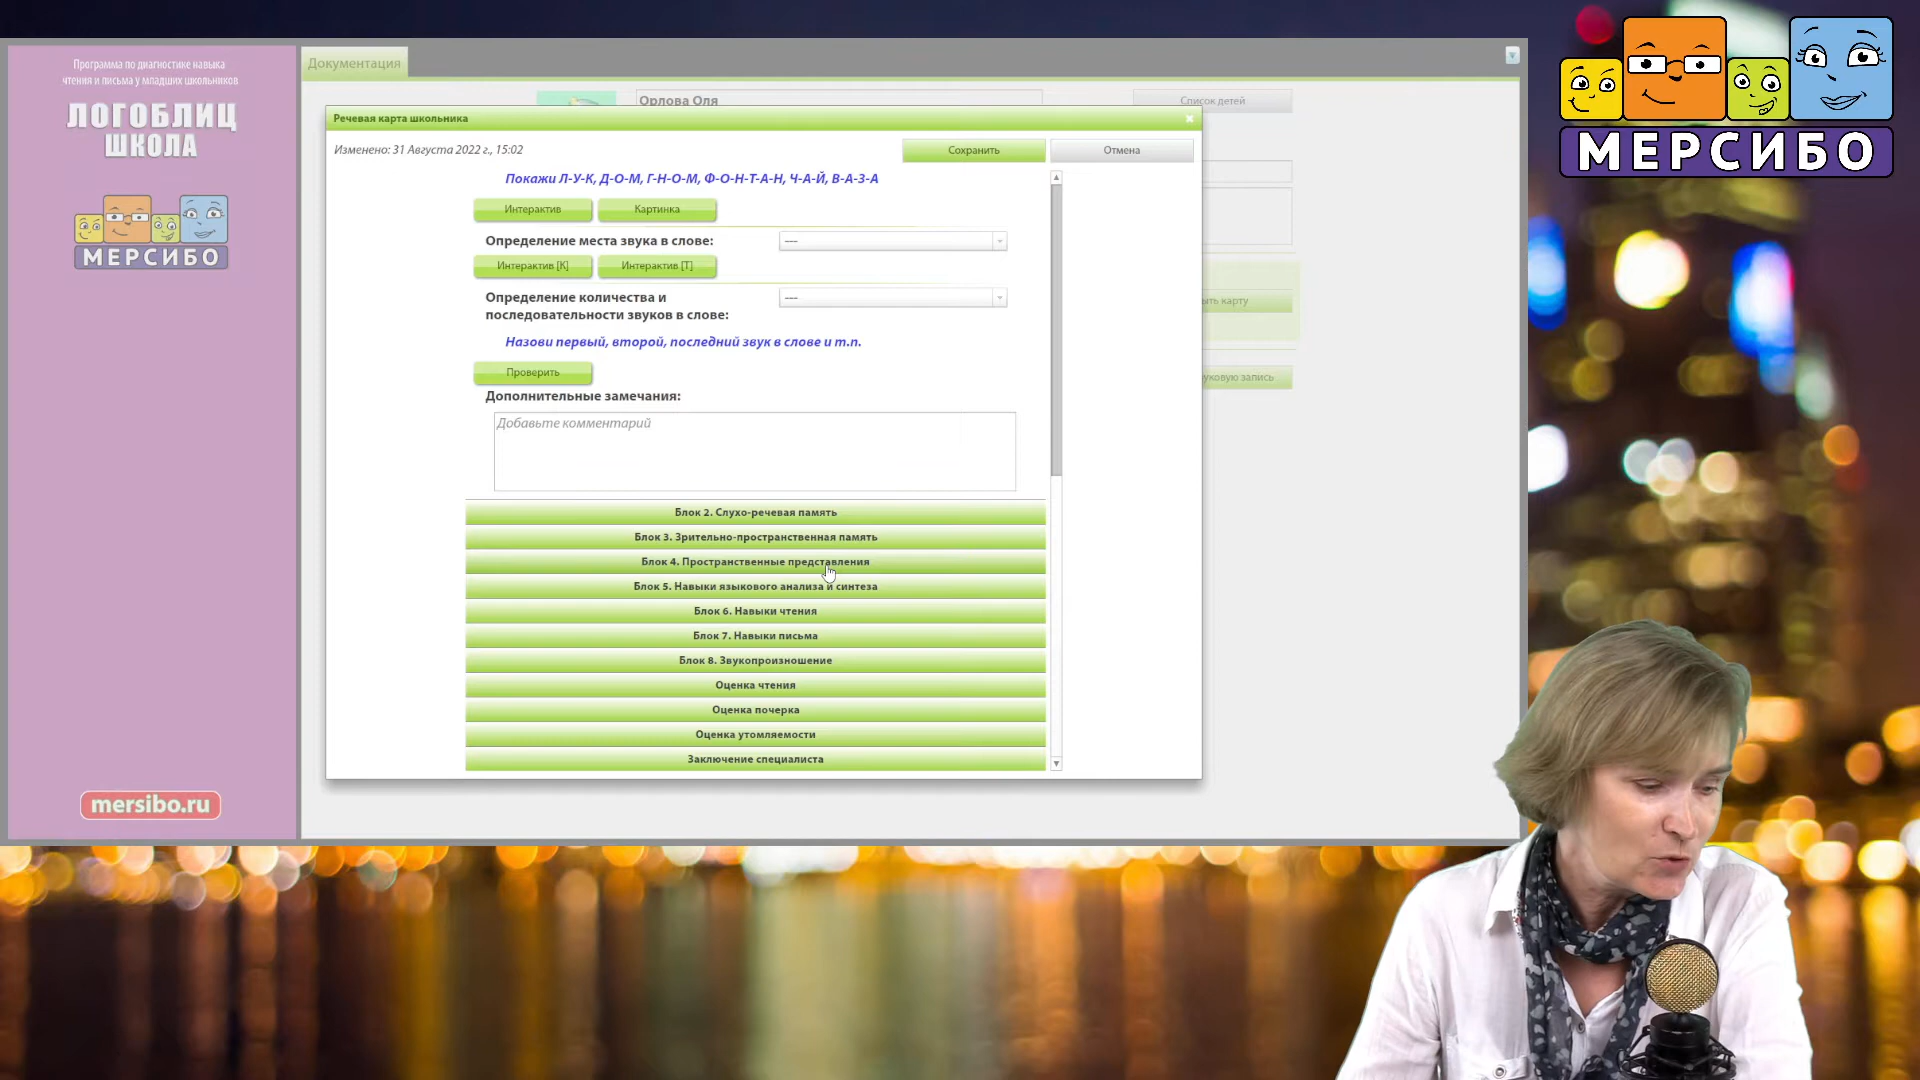 Программа по диагностике навыка
чтения и письма у младших школьников
ЛОГОБЛИЦ
ШКОЛА
МЕРСИБО
mersibo.ru
Документация
Орлова Оля
Список детей
Речевая карта школьника
Изменено: 31 Августа 2022 г., 15:02
Сохранить
Отмена
Покажи Л-У-К, Д-О-М, Г-Н-О-М, Ф-О-Н-Т-А-Н, Ч-А-Й, В-А-З-А
Интерактив
Картинка
Определение места звука в слове:
---
Интерактив [К]
Интерактив [Т]
Определение количества и
последовательности звуков в слове:
---
Назови первый, второй, последний звук в слове и т.п.
Проверить
Дополнительные замечания:
Добавьте комментарий
Блок 2. Слухо-речевая память
Блок 3. Зрительно-пространственная память
Блок 4. Пространственные представления
Блок 5. Навыки языкового анализа и синтеза
Блок 6. Навыки чтения
Блок 7. Навыки письма
Блок 8. Звукопроизношение
Оценка чтения
Оценка почерка
Оценка утомляемости
Заключение специалиста
карту
запись
МЕРСИБО